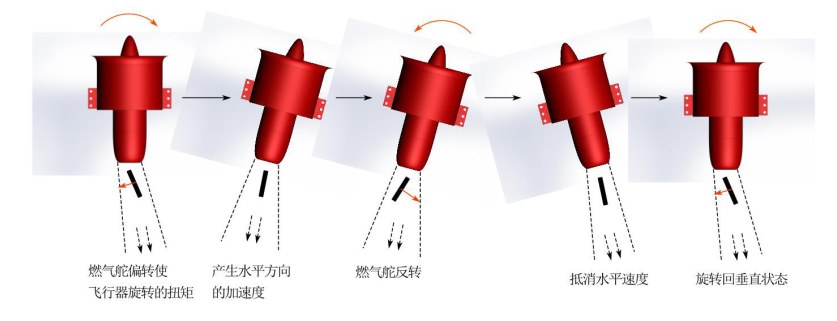 燃气舵偏转使
飞行器旋转的扭矩
产生水平方向
的加速度
燃气舵反转
抵消水平速度
旋转回垂直状态